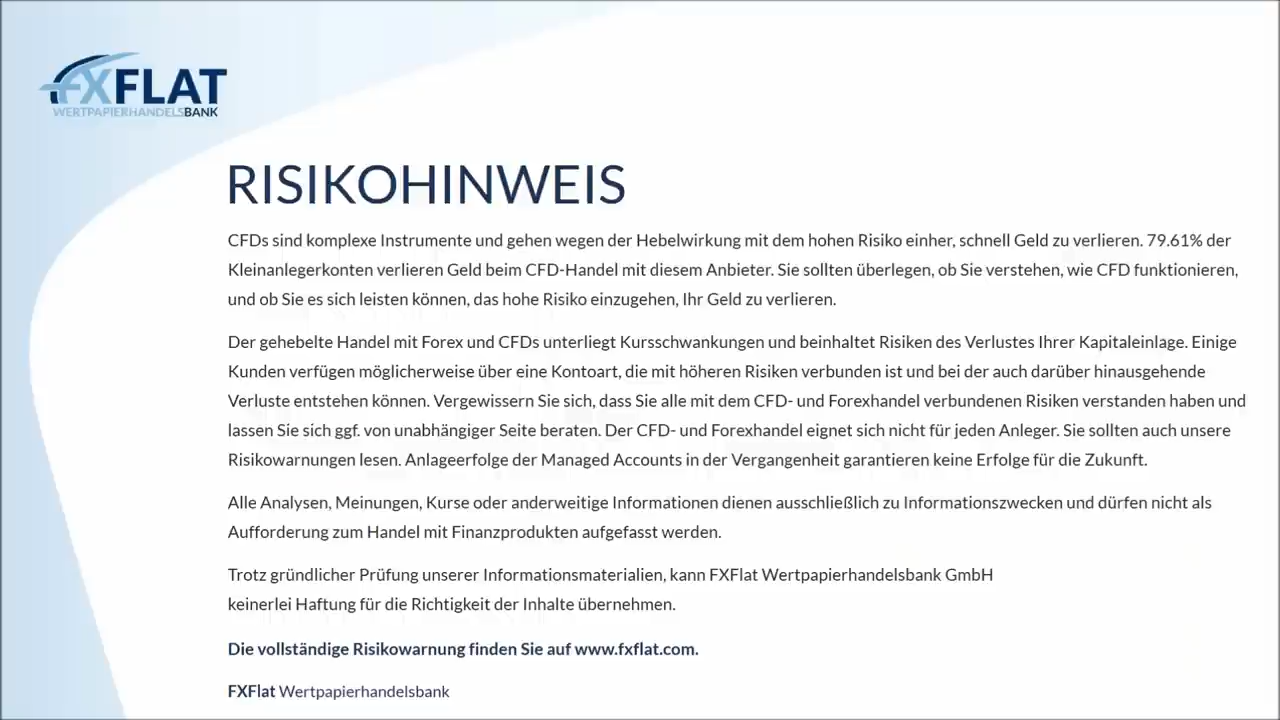 FXFLAT
WERTPAPIERHANDELSBANK
RISIKOHINWEIS
CFDs sind komplexe Instrumente und gehen wegen der Hebelwirkung mit dem hohen Risiko einher, schnell Geld zu verlieren. 79.61% der
Kleinanlegerkonten verlieren Geld beim CFD-Handel mit diesem Anbieter. Sie sollten überlegen, ob Sie verstehen, wie CFD funktionieren,
und ob Sie es sich leisten können, das hohe Risiko einzugehen, Ihr Geld zu verlieren.
Der gehebelte Handel mit Forex und CFDs unterliegt Kursschwankungen und beinhaltet Risiken des Verlustes Ihrer Kapitaleinlage. Einige
Kunden verfügen möglicherweise über eine Kontoart, die mit höheren Risiken verbunden ist und bei der auch darüber hinausgehende
Verluste entstehen können. Vergewissern Sie sich, dass Sie alle mit dem CFD- und Forexhandel verbundenen Risiken verstanden haben und
lassen Sie sich ggf. von unabhängiger Seite beraten. Der CFD- und Forexhandel eignet sich nicht für jeden Anleger. Sie sollten auch unsere
Risikowarnungen lesen. Anlageerfolge der Managed Accounts in der Vergangenheit garantieren keine Erfolge für die Zukunft.
Alle Analysen, Meinungen, Kurse oder anderweitige Informationen dienen ausschließlich zu Informationszwecken und dürfen nicht als
Aufforderung zum Handel mit Finanzprodukten aufgefasst werden.
Trotz gründlicher Prüfung unserer Informationsmaterialien, kann FXFlat Wertpapierhandelsbank GmbH
keinerlei Haftung für die Richtigkeit der Inhalte übernehmen.
Die vollständige Risikowarnung finden Sie auf www.fxflat.com.
FXFlat Wertpapierhandelsbank